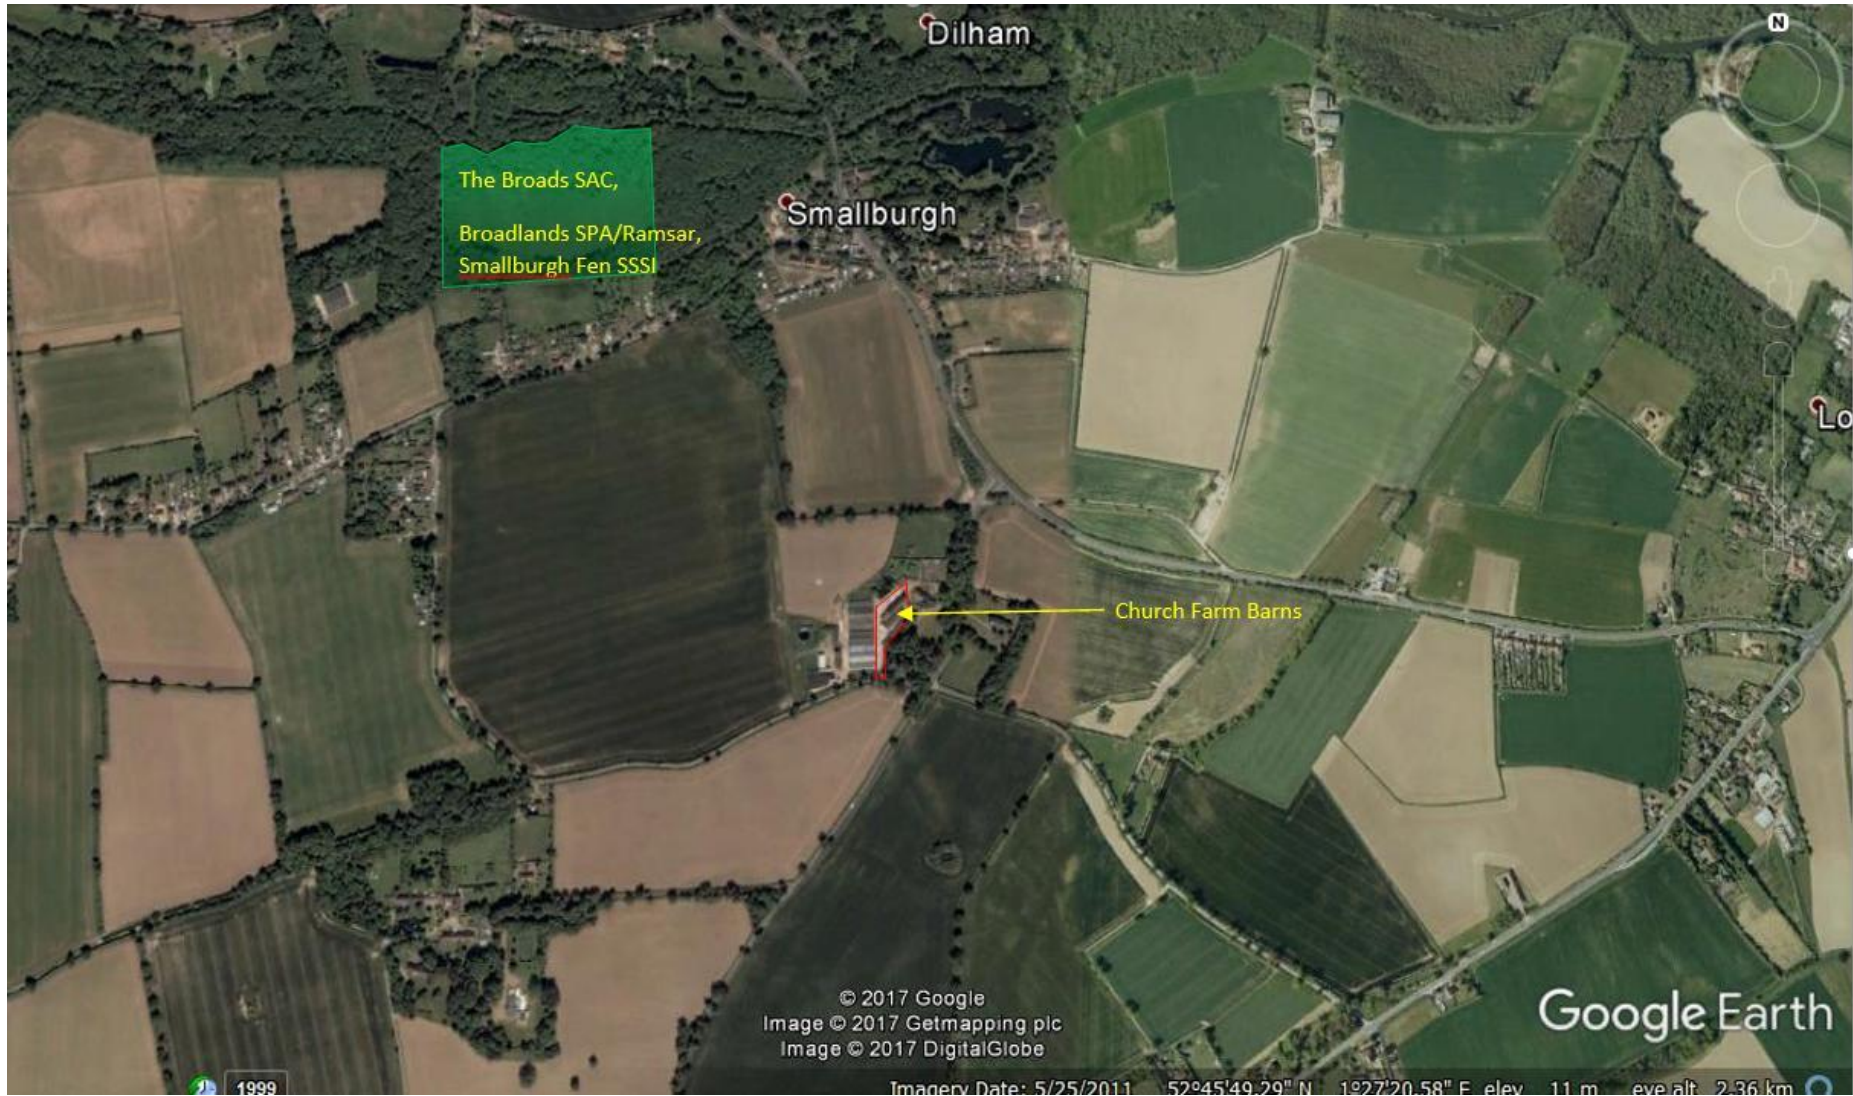 N
Dilham
The Broads SAC,
Smallburgh
Broadlands SPA/Ramsar,
Smallburgh Fen SSSI
Lo
Church Farm Barns
© 2017 Google
Image © 2017 Getmapping plc
Image © 2017 DigitalGlobe
Google Earth
1999
Imagery Date: 5/25/2011 52°45'49.29" N 1°27'20.58" E elev 11 m eye alt 2.36 km